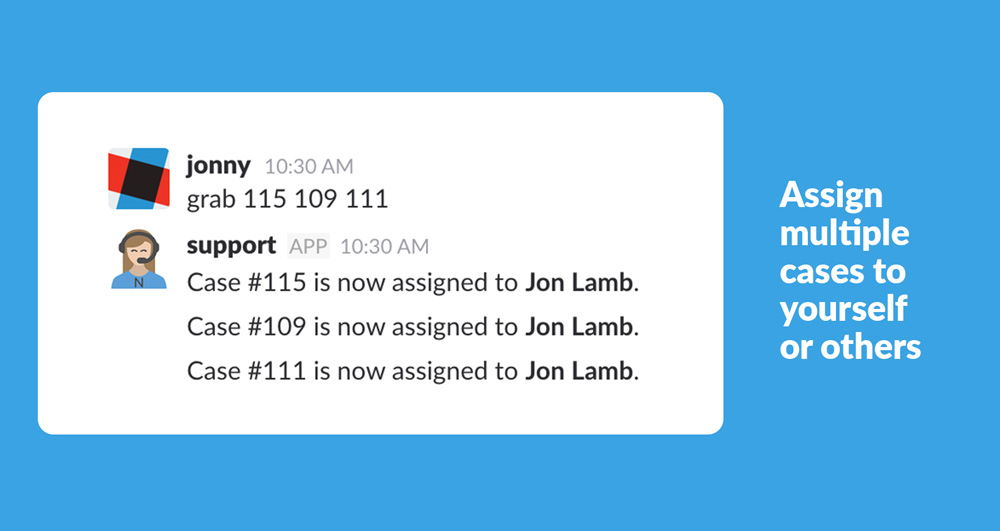 jonny 10:30 AM
grab 115 109 111
support APP 10:30 AM
N
Case #115 is now assigned to Jon Lamb.
Case #109 is now assigned to Jon Lamb.
Case #111 is now assigned to Jon Lamb.
Assign
multiple
cases to
yourself
or others